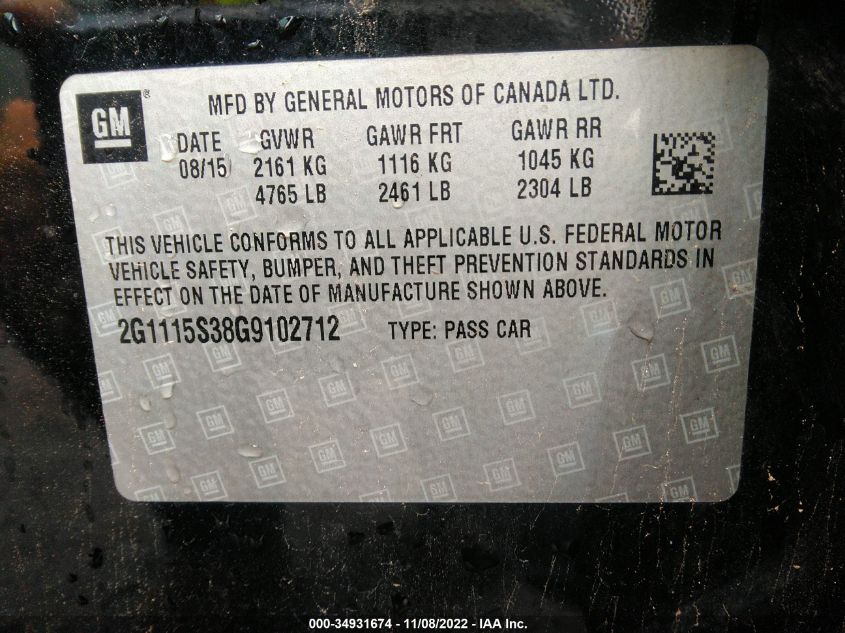 GM ® MFD BY GENERAL MOTORS OF CANADA LTD.
DATE GVWR GAWR FRT GAWR RR
08/15 2161 KG 1116 KG 1045 KG
4765 LB 2461 LB 2304 LB
THIS VEHICLE CONFORMS TO ALL APPLICABLE U.S. FEDERAL MOTOR
VEHICLE SAFETY, BUMPER, AND THEFT PREVENTION STANDARDS IN
EFFECT ON THE DATE OF MANUFACTURE SHOWN ABOVE.
2G1115S38G9102712 TYPE: PASS CAR
000-34931674 - 11/08/2022 - IAA Inc.